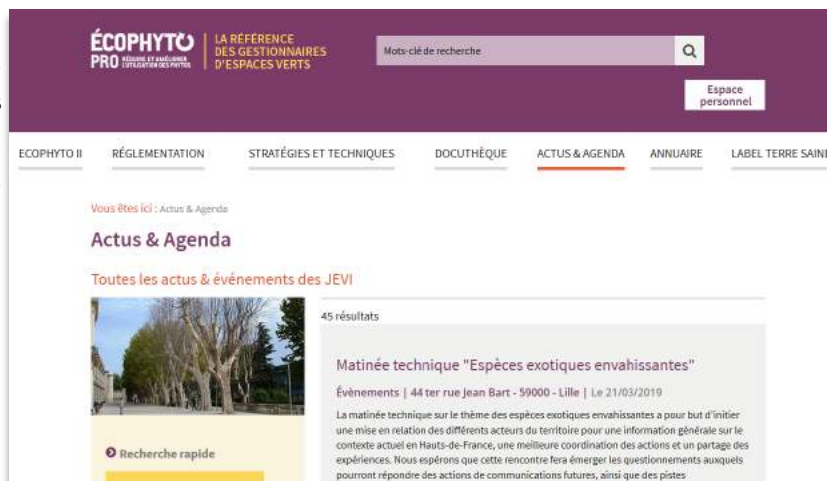 ÉCOPHYTO
PRO RÉDUIRE ET AMÉLIORER
L'UTILISATION DES PHYTOS
LA RÉFÉRENCE
DES GESTIONNAIRES
D'ESPACES VERTS
Mots-clé de recherche
Espace
personnel
ECOPHYTO II RÉGLEMENTATION STRATÉGIES ET TECHNIQUES DOCUTHÈQUE ACTUS & AGENDA ANNUAIRE LABEL TERRE SAINE
Vous êtes ici : Actus & Agenda
Actus & Agenda
Toutes les actus & événements des JEVI
45 résultats
Matinée technique "Espèces exotiques envahissantes"
Évènements | 44 ter rue Jean Bart - 59000 - Lille | Le 21/03/2019
La matinée technique sur le thème des espèces exotiques envahissantes a pour but d'initier
une mise en relation des différents acteurs du territoire pour une information générale sur le
contexte actuel en Hauts-de-France, une meilleure coordination des actions et un partage des
expériences. Nous espérons que cette rencontre fera émerger les questionnements auxquels
pourront répondre des actions de communications futures, ainsi que des pistes
Recherche rapide